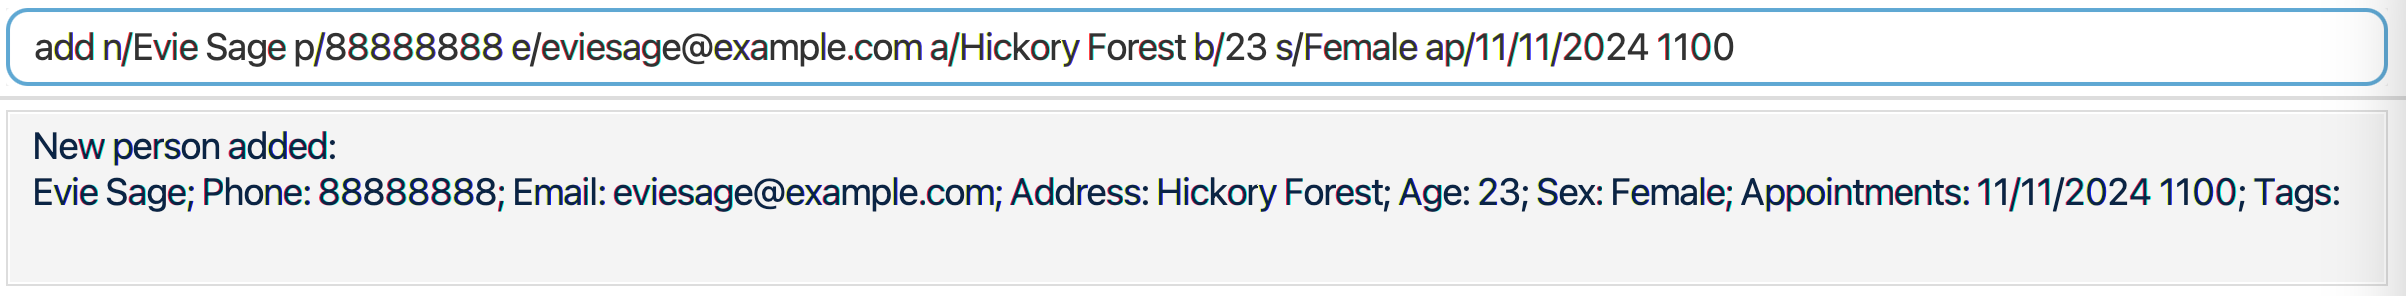 add n/Evie Sage p/88888888 e/eviesage@example.com a/Hickory Forest b/23 s/Female ap/11/11/2024 1100
New person added:
Evie Sage; Phone: 88888888; Email: eviesage@example.com; Address: Hickory Forest; Age: 23; Sex: Female; Appointments: 11/11/2024 1100; Tags: